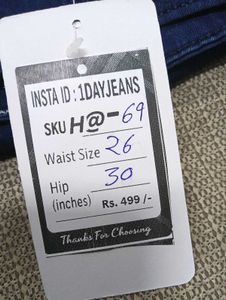 INSTA ID : 1DAYJEANS
SKU H@-69
Waist Size 26
Hip 30
(inches) Rs. 499/-
Thanks For Choosing